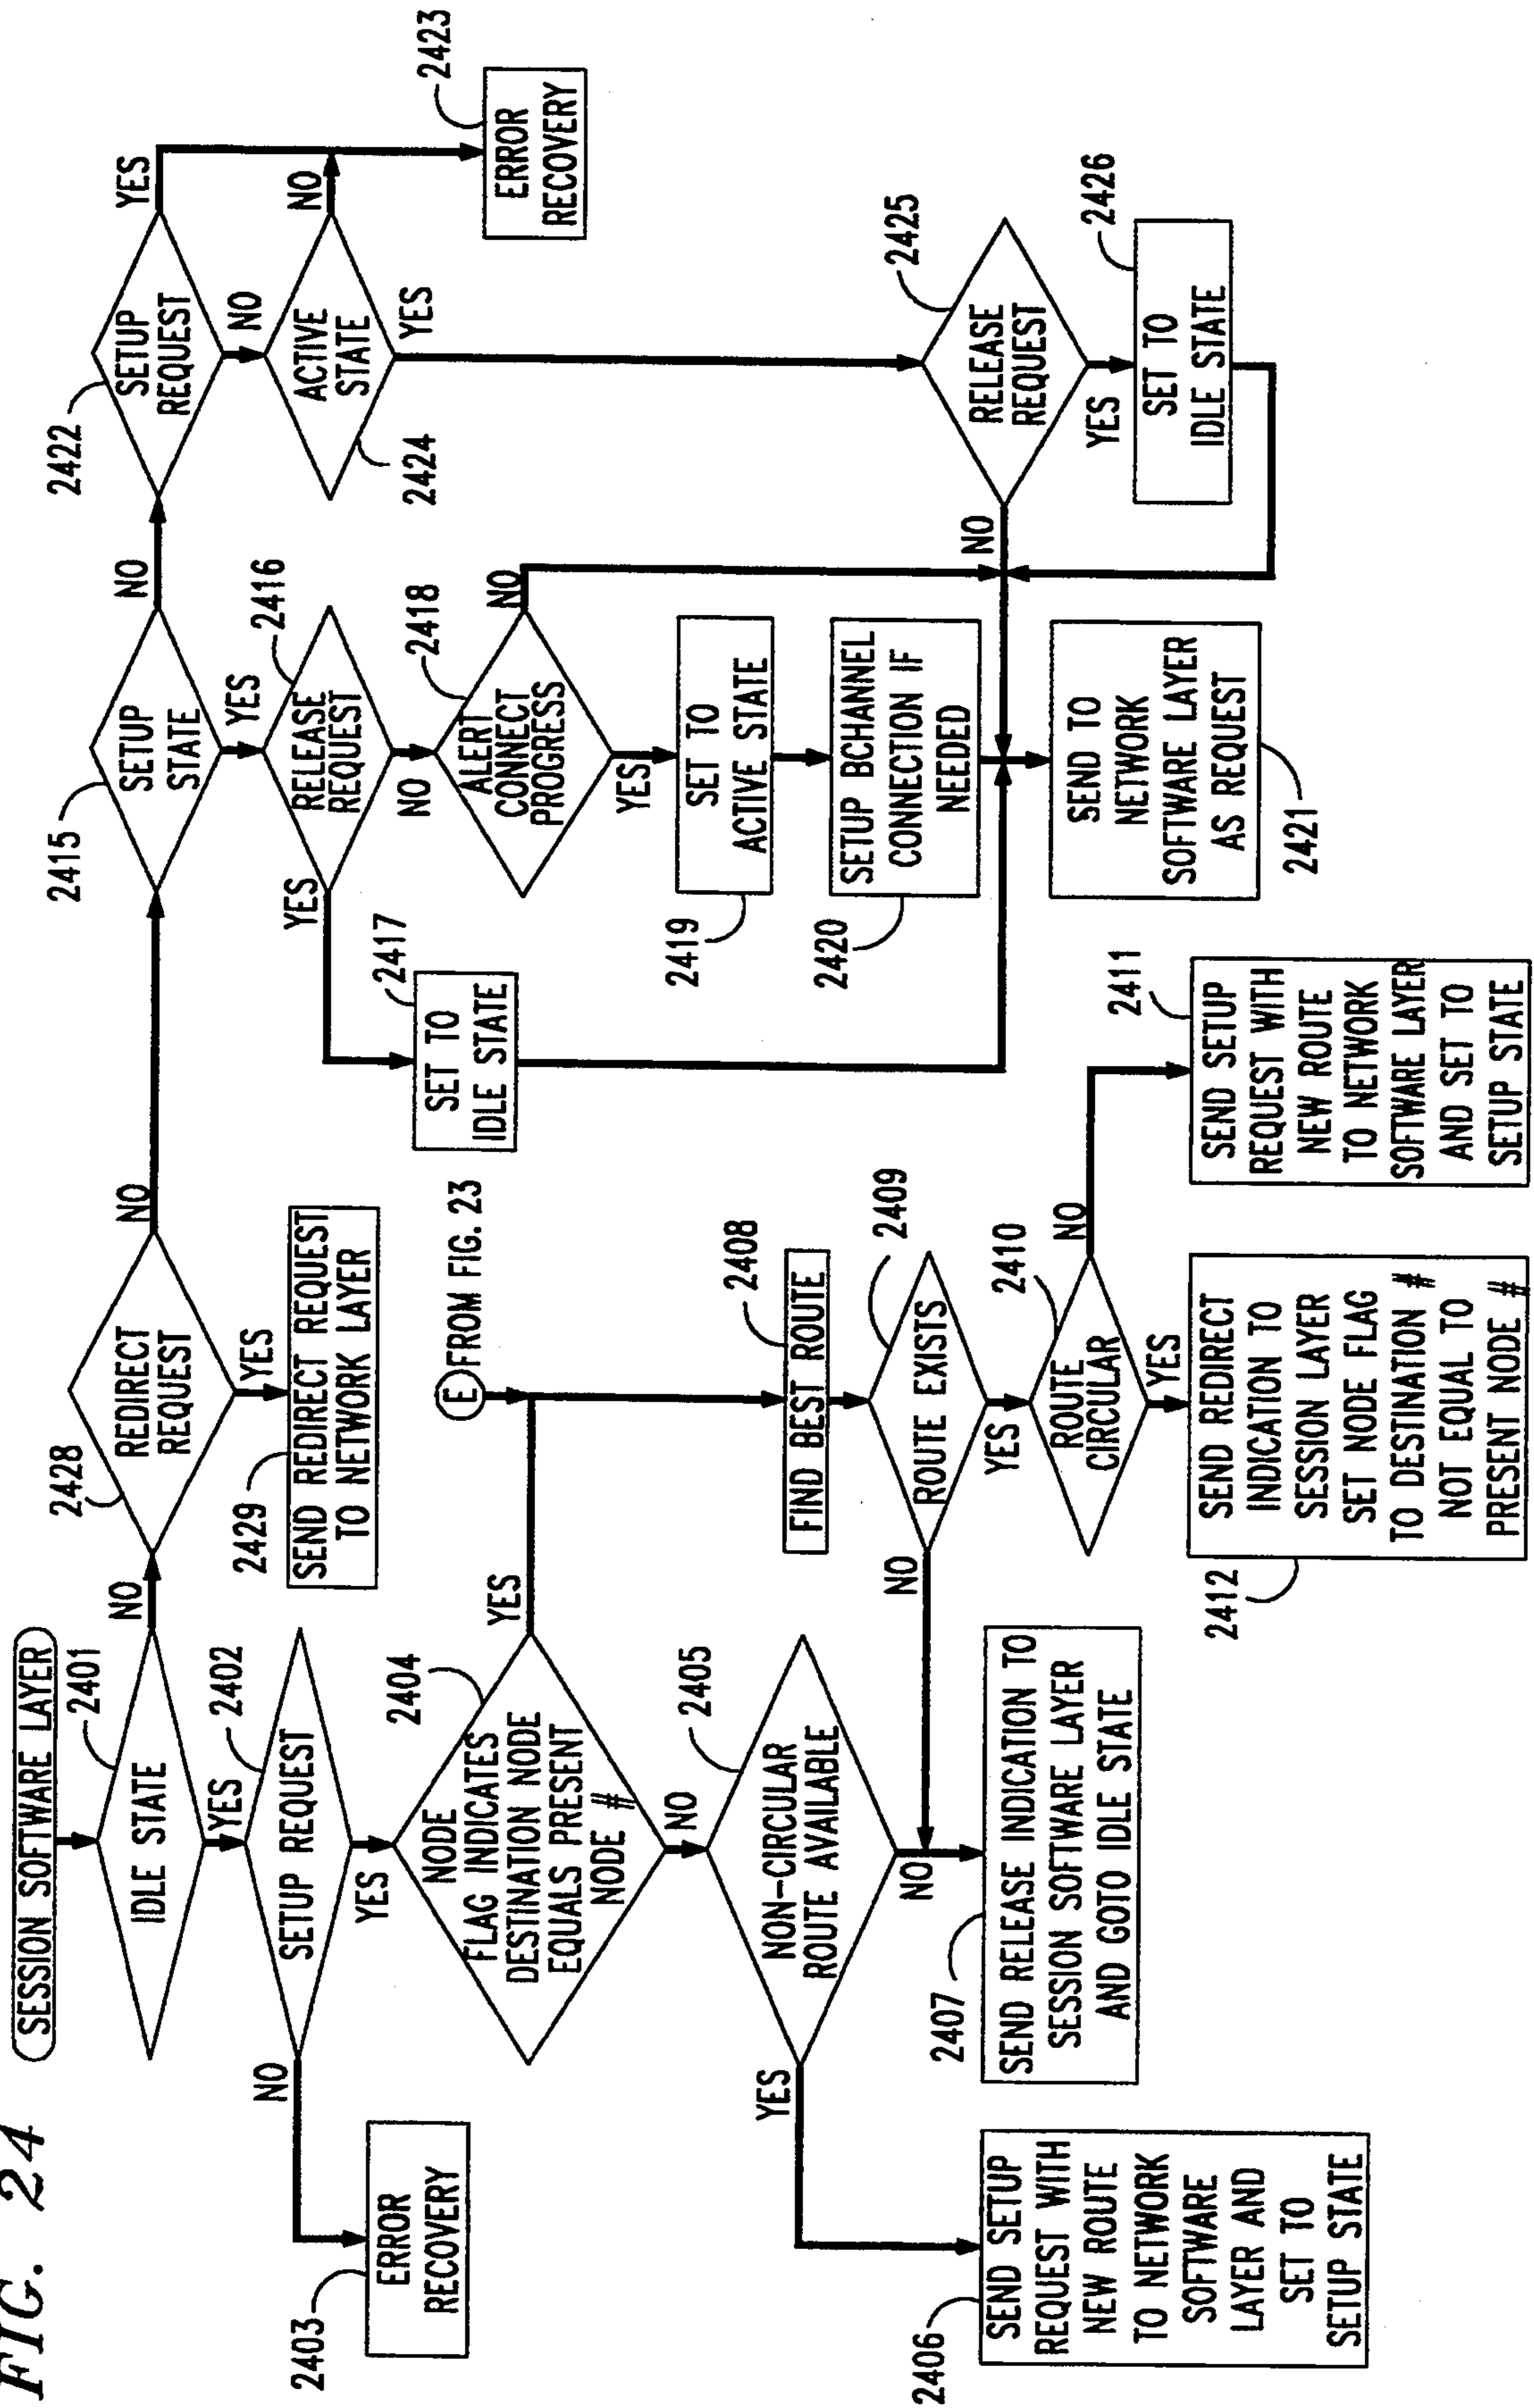 FIG. 24
SESSION SOFTWARE LAYER
2401
IDLE STATE
NO
YES
2402
SETUP REQUEST
NO
YES
2403
ERROR
RECOVERY
2404
NODE
FLAG INDICATES
DESTINATION NODE
EQUALS PRESENT
NODE #
YES
NO
2405
NON-CIRCULAR
ROUTE AVAILABLE
YES
NO
2406
SEND SETUP
REQUEST WITH
NEW ROUTE
TO NETWORK
SOFTWARE
LAYER AND
SET TO
SETUP STATE
2407
SEND RELEASE INDICATION TO
SESSION SOFTWARE LAYER
AND GOTO IDLE STATE
2428
REDIRECT
REQUEST
NO
YES
2429
SEND REDIRECT REQUEST
TO NETWORK LAYER
E
FROM FIG. 23
2408
FIND BEST ROUTE
2409
ROUTE EXISTS
NO
YES
2410
ROUTE
CIRCULAR
NO
YES
2412
SEND REDIRECT
INDICATION TO
SESSION LAYER
SET NODE FLAG
TO DESTINATION #
NOT EQUAL TO
PRESENT NODE #
2411
SEND SETUP
REQUEST WITH
NEW ROUTE
TO NETWORK
SOFTWARE LAYER
AND SET TO
SETUP STATE
2415
SETUP
STATE
NO
YES
2416
RELEASE
REQUEST
YES
NO
2417
SET TO
IDLE STATE
2418
ALERT
CONNECT
PROGRESS
NO
YES
2419
SET TO
ACTIVE STATE
2420
SETUP BCHANNEL
CONNECTION IF
NEEDED
2421
SEND TO
NETWORK
SOFTWARE LAYER
AS REQUEST
2422
SETUP
REQUEST
YES
NO
2423
ERROR
RECOVERY
2424
ACTIVE
STATE
NO
YES
2425
RELEASE
REQUEST
NO
YES
2426
SET TO
IDLE STATE